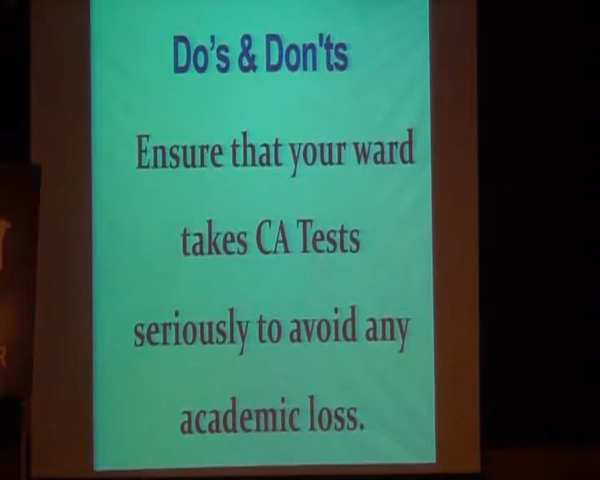 Do's & Don'ts
Ensure that your ward
takes CA Tests
seriously to avoid any
academic loss.